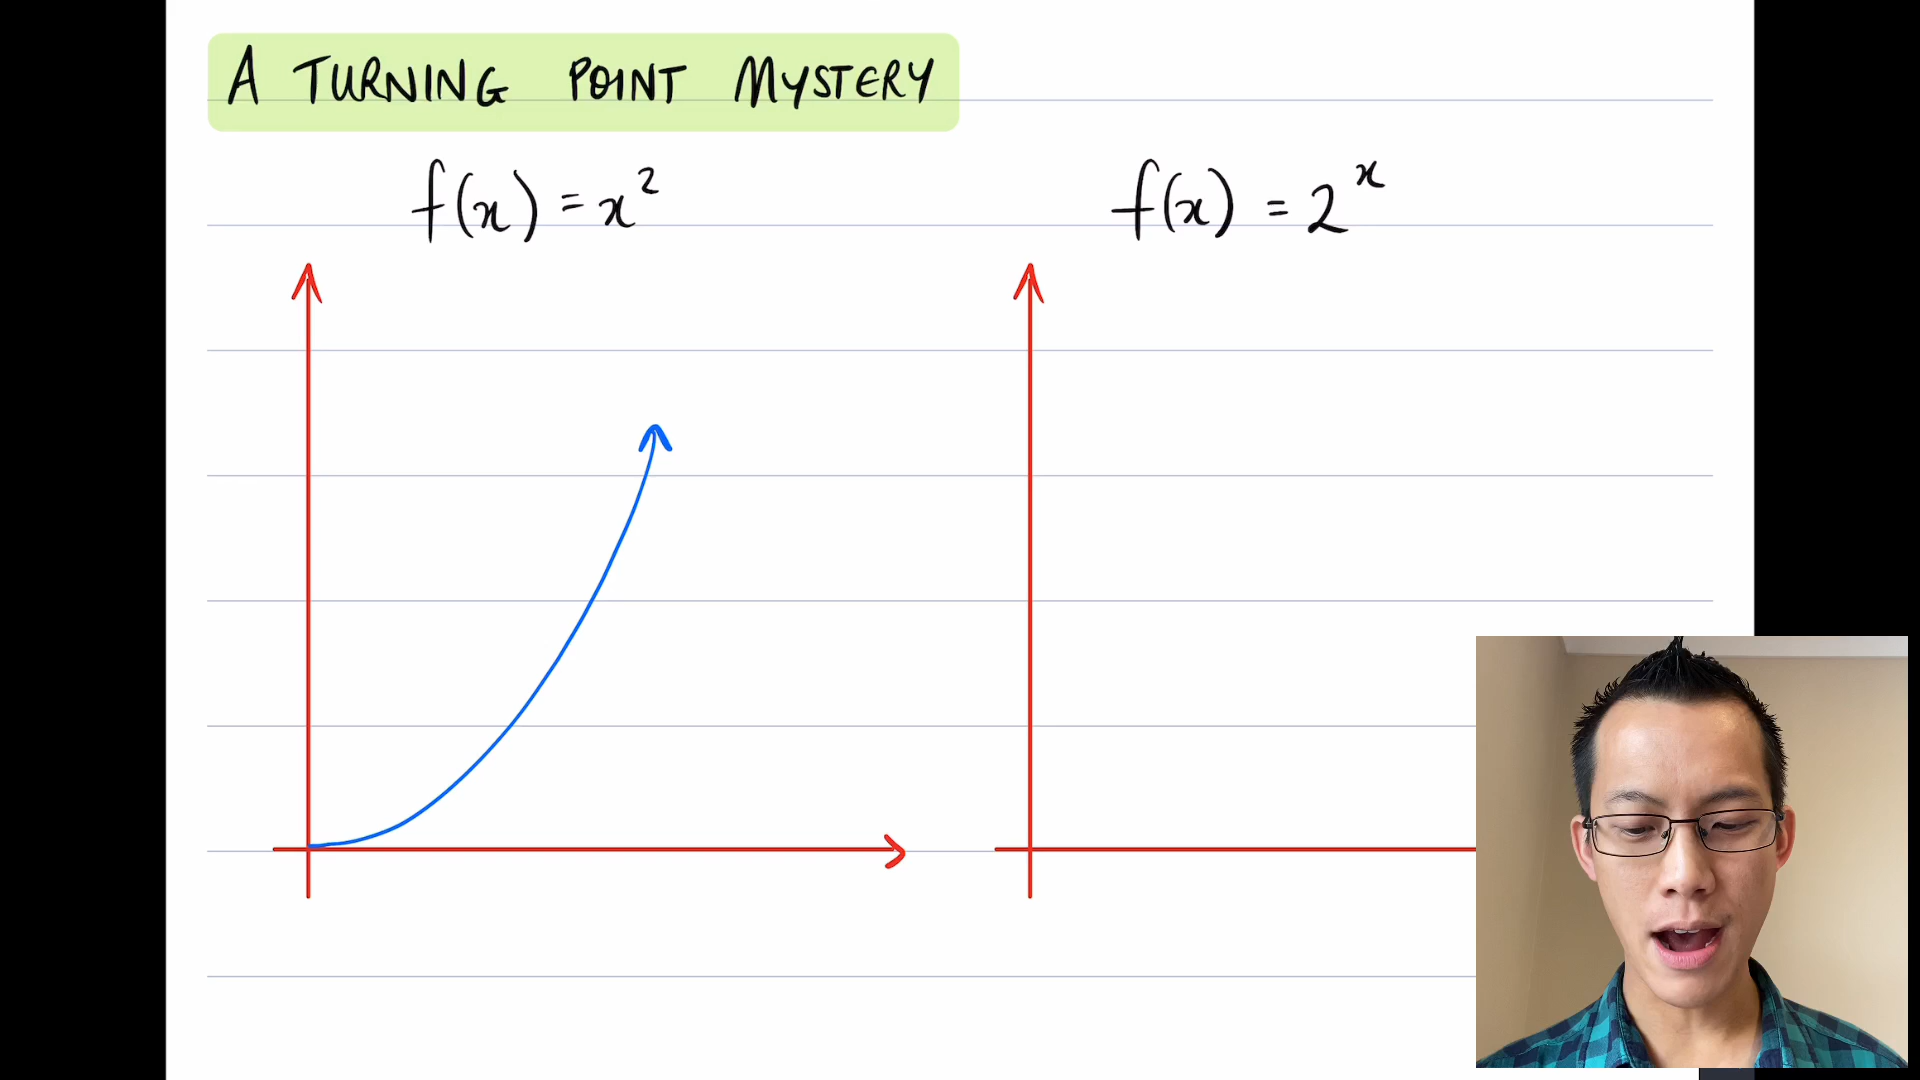 A TURNING POINT MYSTERY
f(x) = x²
f(x) = 2ˣ